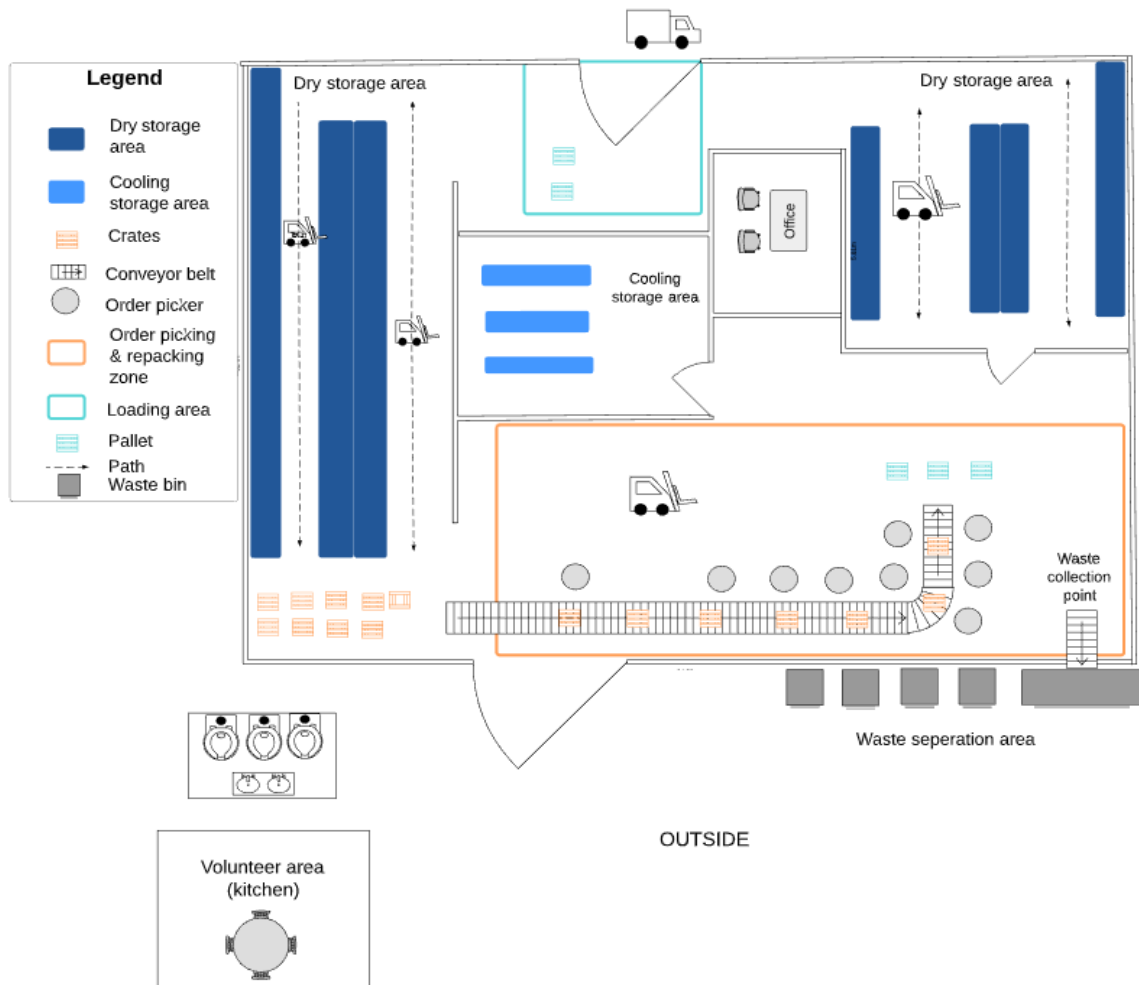 Legend
Dry storage
area
Cooling
storage area
Crates
Conveyor belt
Order picker
Order picking
& repacking
zone
Loading area
Pallet
Path
Waste bin
Dry storage area
Dry storage area
Office
Cooling
storage area
Waste
collection
point
Waste seperation area
OUTSIDE
Volunteer area
(kitchen)